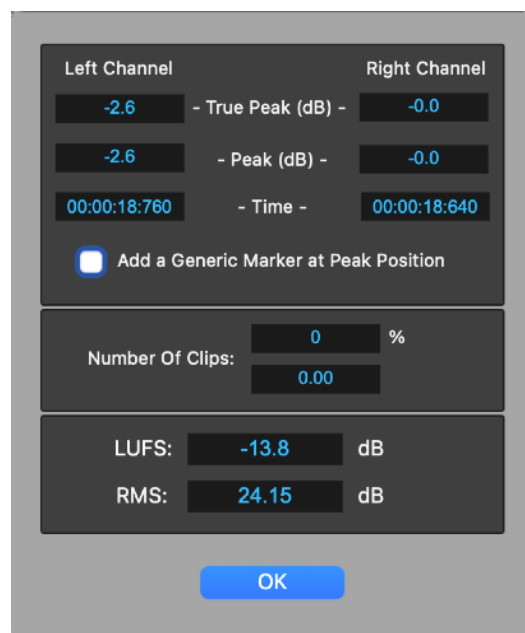 Left Channel Right Channel
-2.6 - True Peak (dB) - -0.0
-2.6 - Peak (dB) - -0.0
00:00:18:760 - Time - 00:00:18:640
Add a Generic Marker at Peak Position
0 %
Number Of Clips:
0.00
LUFS: -13.8 dB
RMS: 24.15 dB
OK